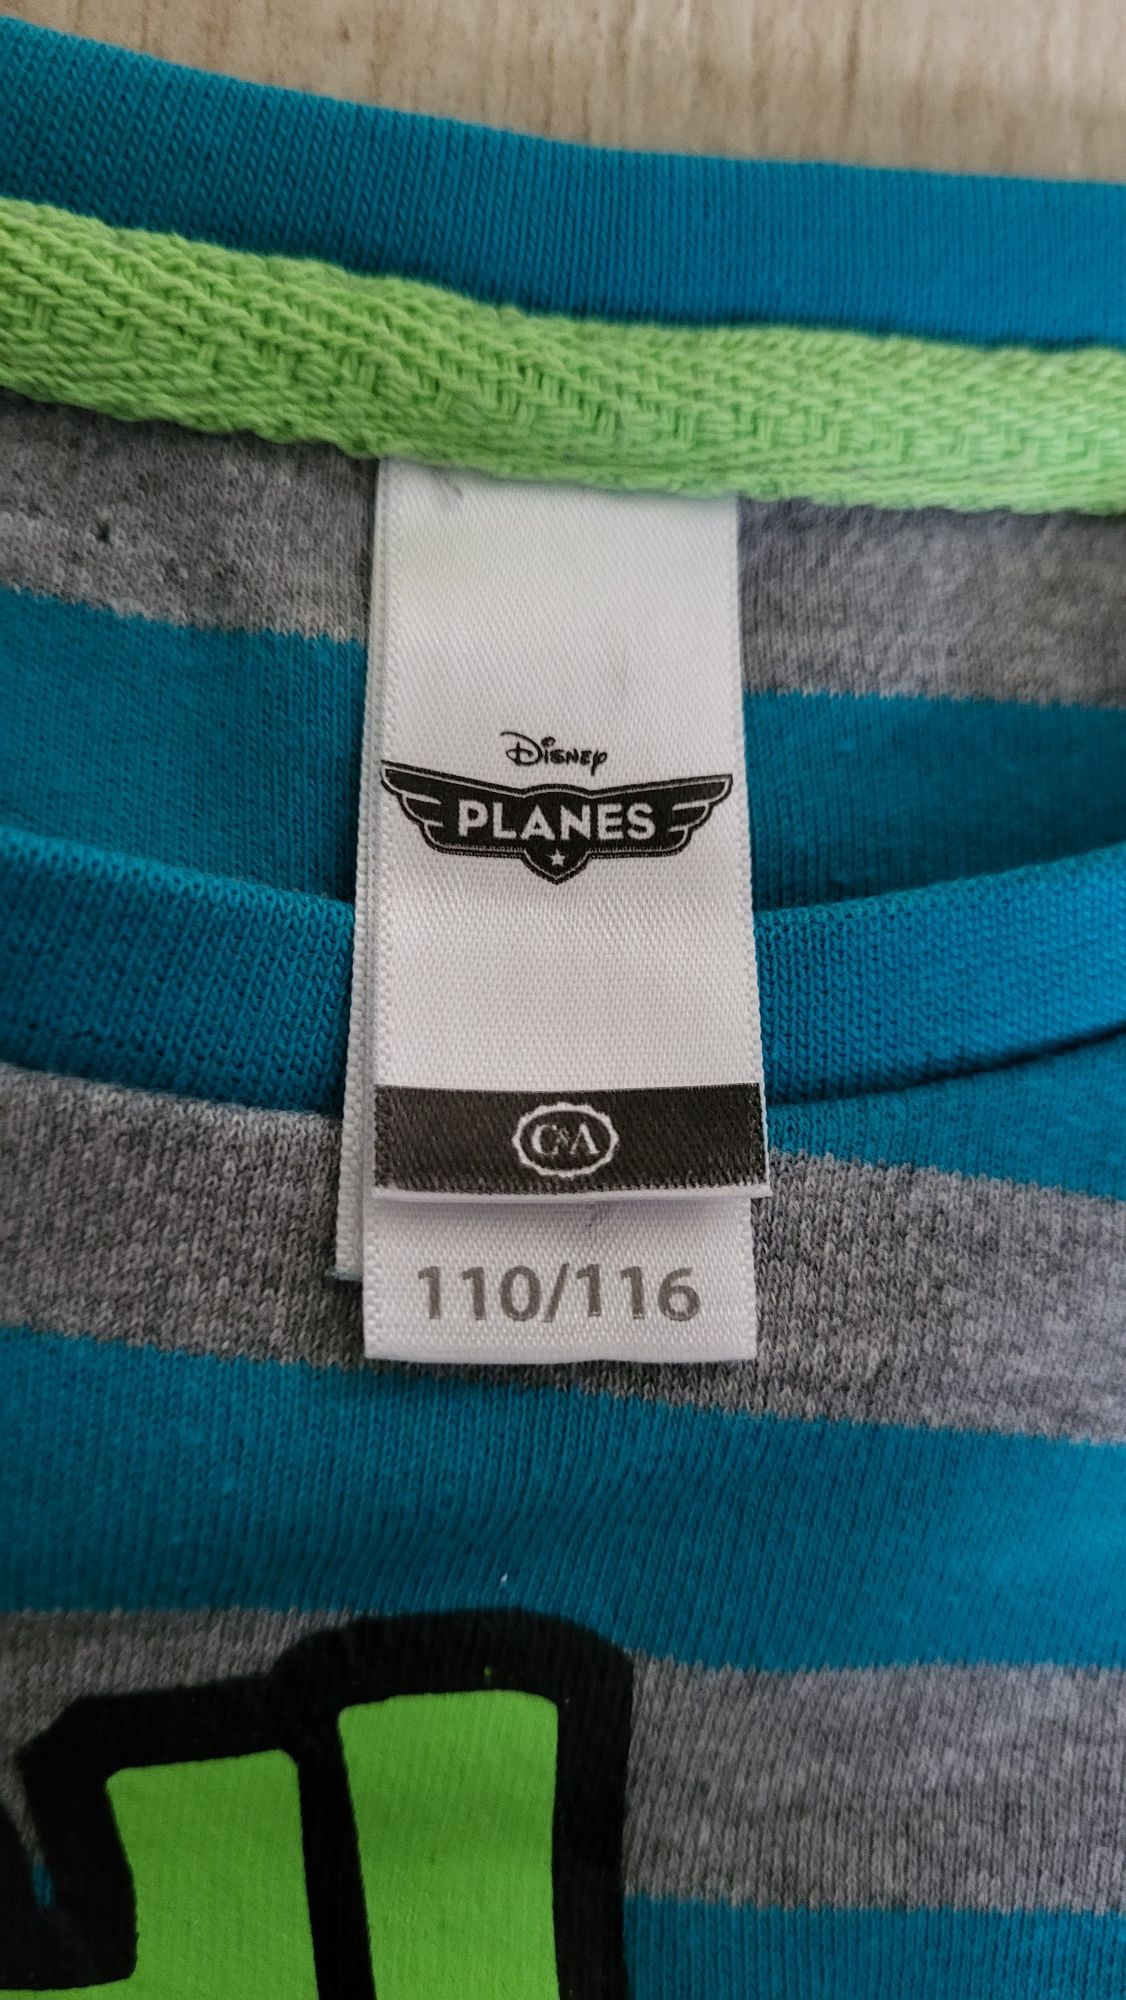 Disney
PLANES
C&A
110/116